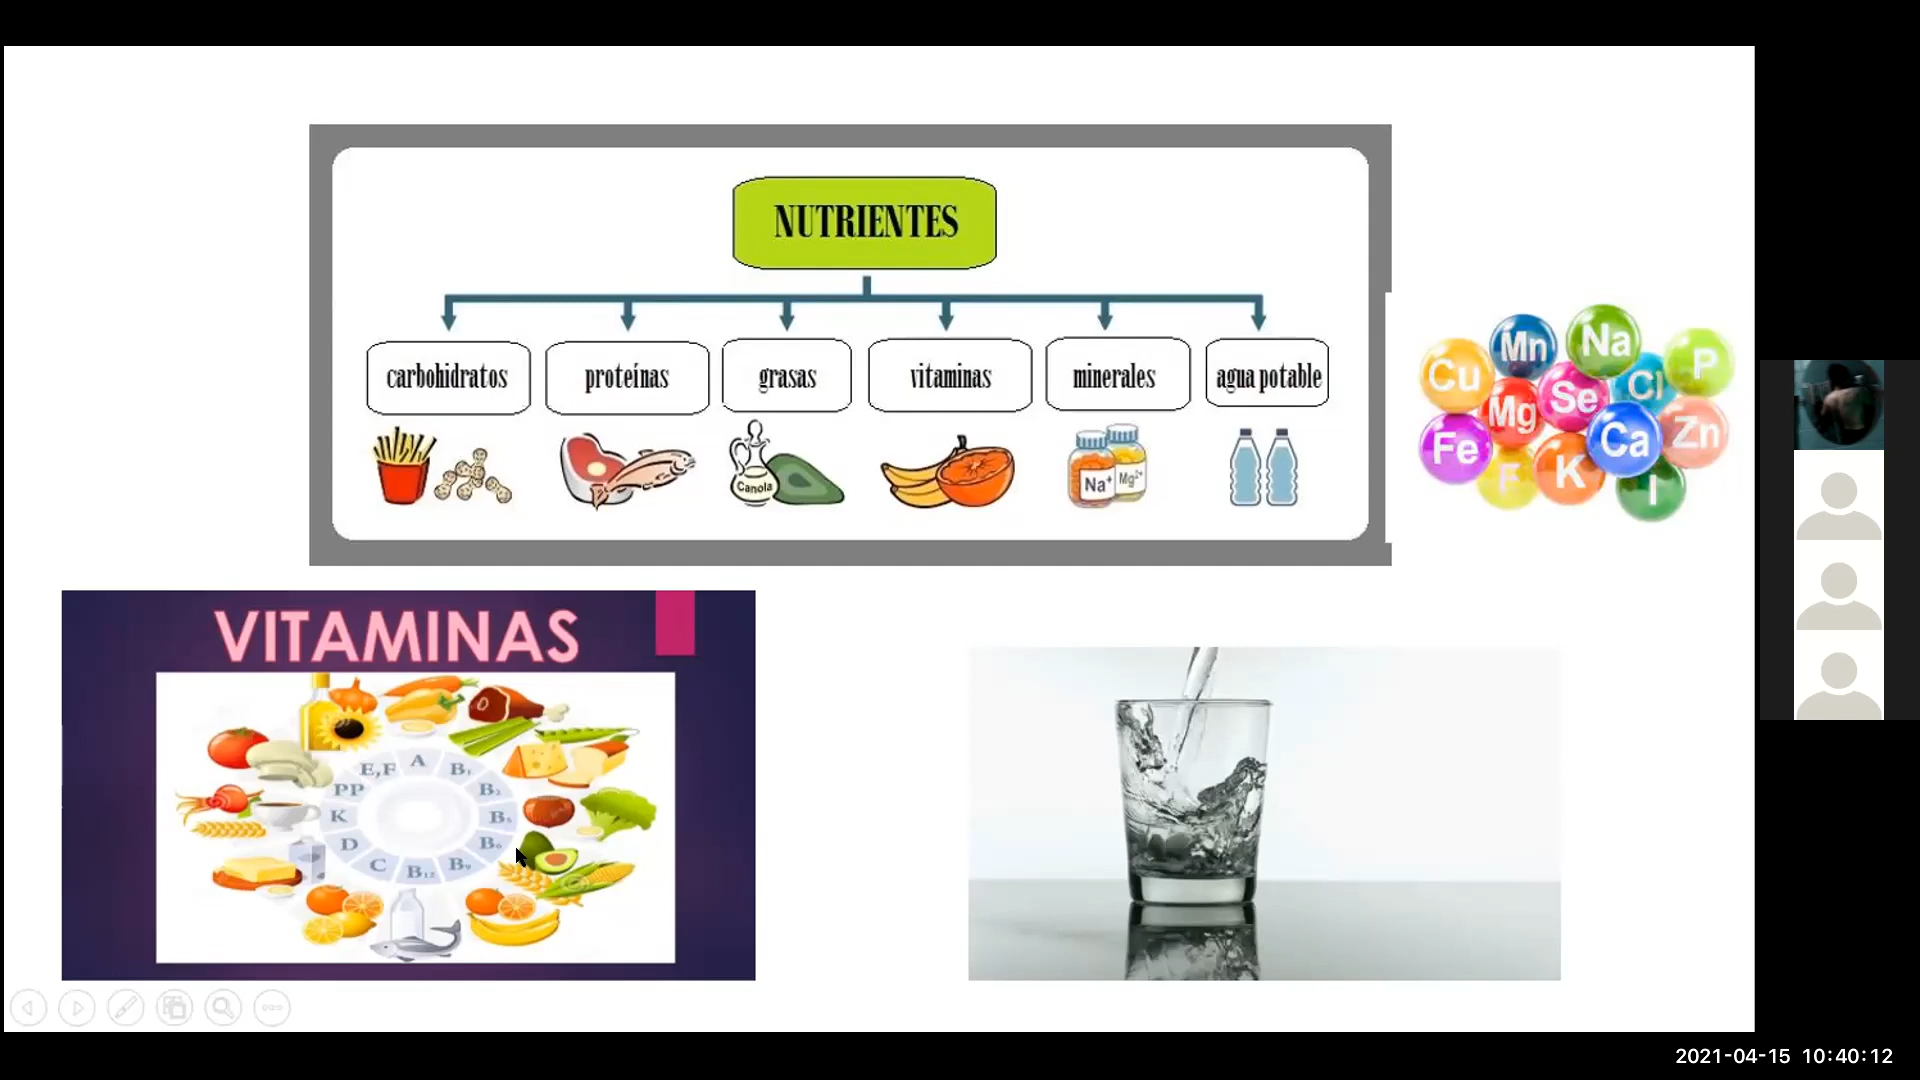 NUTRIENTES
carbohidratos
proteínas
grasas
vitaminas
minerales
agua potable
Canola
Na⁺
Mg²⁺
Cu
Mn
Na
P
Mg
Se
Cl
Fe
F
K
Ca
Zn
I
VITAMINAS
A
B₁
B₂
B₅
B₆
B₉
B₁₂
C
D
K
PP
E,F
2021-04-15 10:40:12